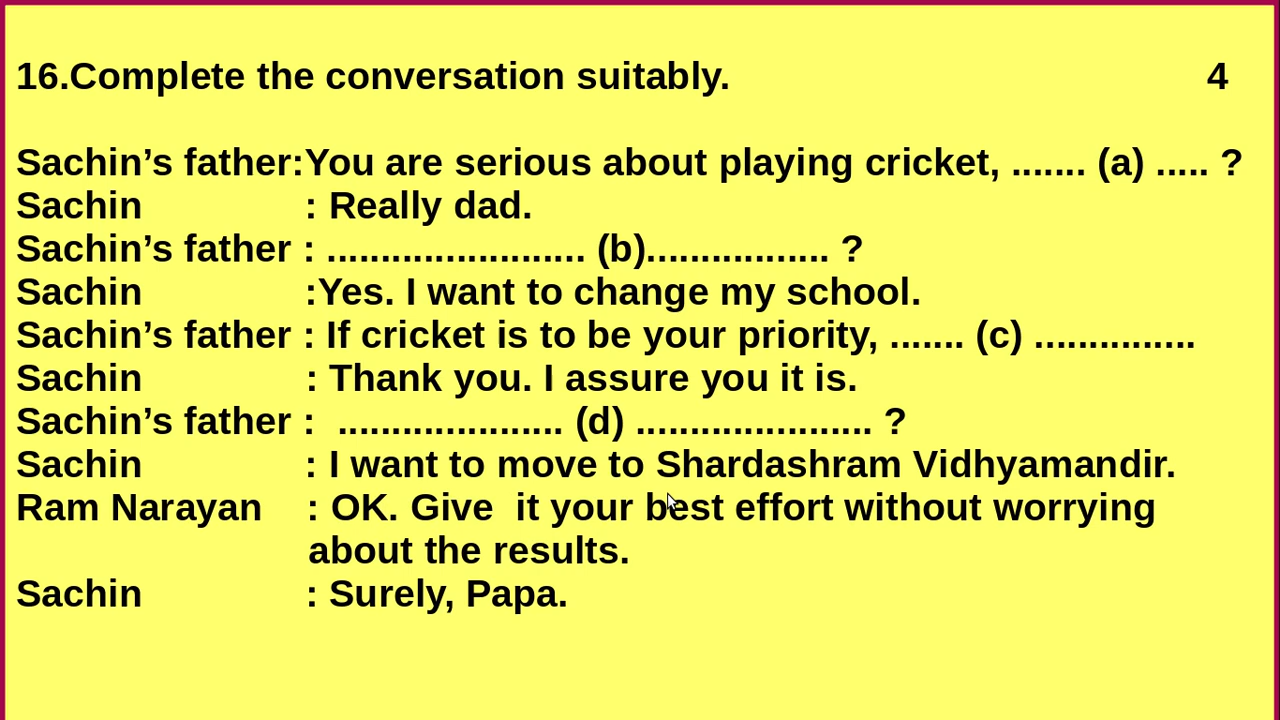 16.Complete the conversation suitably. 4
Sachin’s father:You are serious about playing cricket, ....... (a) ..... ?
Sachin : Really dad.
Sachin’s father : ........................ (b)................. ?
Sachin :Yes. I want to change my school.
Sachin’s father : If cricket is to be your priority, ....... (c) ...............
Sachin : Thank you. I assure you it is.
Sachin’s father : ..................... (d) ...................... ?
Sachin : I want to move to Shardashram Vidhyamandir.
Ram Narayan : OK. Give it your best effort without worrying
about the results.
Sachin : Surely, Papa.